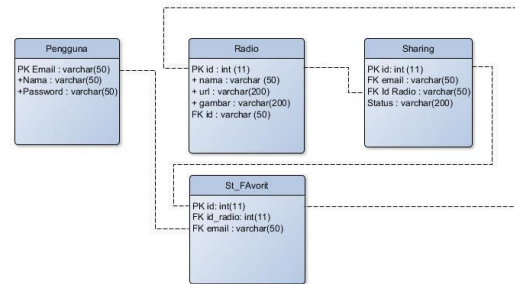 Pengguna
PK Email : varchar(50)
+Nama : varchar(50)
+Password : varchar(50)
Radio
PK id : int (11)
+ nama : varchar (50)
+ url : varchar(200)
+ gambar : varchar(200)
FK id : varchar (50)
Sharing
PK id: int (11)
FK email : varchar(50)
FK Id Radio : varchar(50)
Status : varchar(200)
St_FAvorit
PK id: int(11)
FK id_radio: int(11)
FK email : varchar(50)